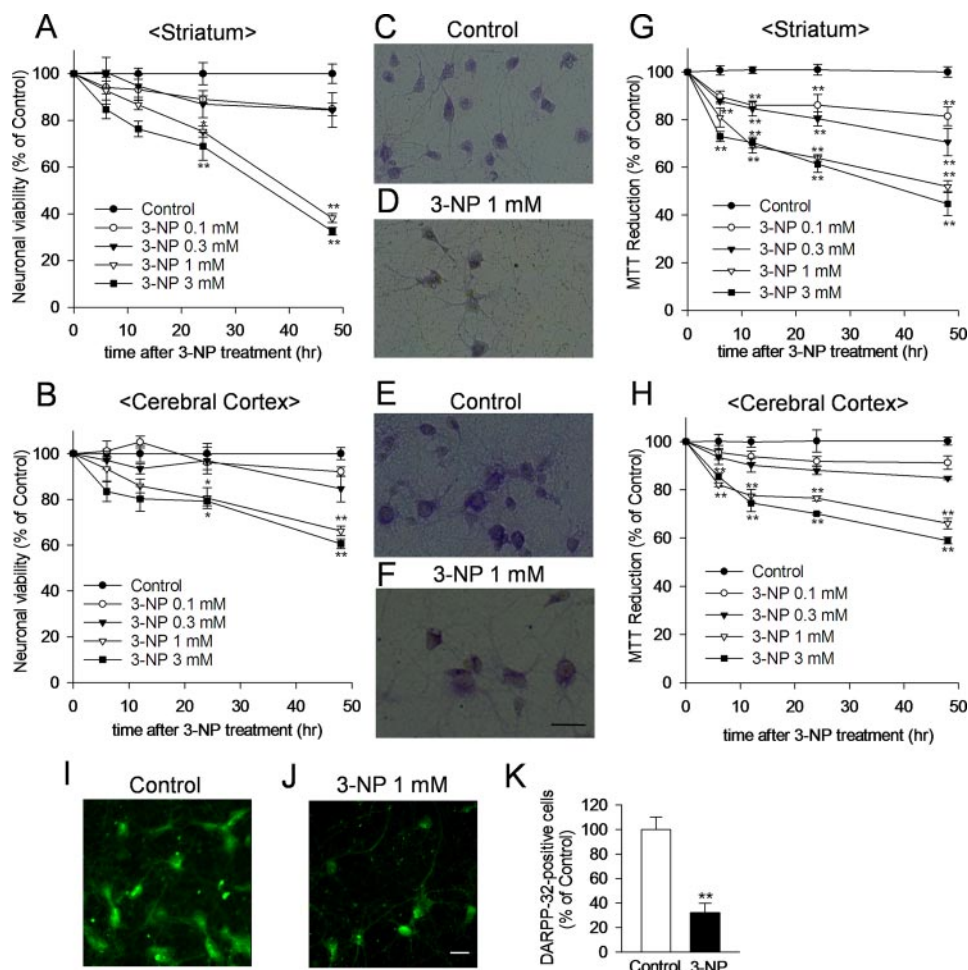 A
<Striatum>
Neuronal viability (% of Control)
100
80
60
40
20
0
Control
3-NP 0.1 mM
3-NP 0.3 mM
3-NP 1 mM
3-NP 3 mM
*
**
**
**
0 10 20 30 40 50
time after 3-NP treatment (hr)
B
<Cerebral Cortex>
Neuronal viability (% of Control)
100
80
60
40
20
0
Control
3-NP 0.1 mM
3-NP 0.3 mM
3-NP 1 mM
3-NP 3 mM
*
*
**
**
0 10 20 30 40 50
time after 3-NP treatment (hr)
C
Control
D
3-NP 1 mM
E
Control
F
3-NP 1 mM
G
<Striatum>
MTT Reduction (% of Control)
100
80
60
40
20
0
Control
3-NP 0.1 mM
3-NP 0.3 mM
3-NP 1 mM
3-NP 3 mM
**
**
**
**
**
**
**
**
**
**
**
**
**
**
0 10 20 30 40 50
time after 3-NP treatment (hr)
H
<Cerebral Cortex>
MTT Reduction (% of Control)
100
80
60
40
20
0
Control
3-NP 0.1 mM
3-NP 0.3 mM
3-NP 1 mM
3-NP 3 mM
**
**
**
**
**
**
**
**
0 10 20 30 40 50
time after 3-NP treatment (hr)
I
Control
J
3-NP 1 mM
K
DARPP-32-positive cells
(% of Control)
120
100
80
60
40
20
0
**
Control 3-NP